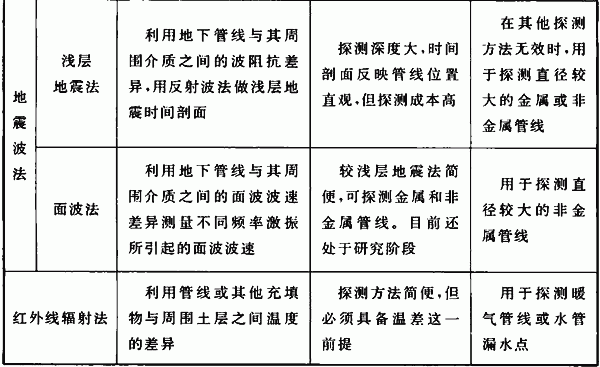 地
震
波
法
浅层
地震法
利用地下管线与其周
围介质之间的波阻抗差
异,用反射波法做浅层地
震时间剖面
探测深度大,时间
剖面反映管线位置
直观,但探测成本高
在其他探测
方法无效时,用
于探测直径较
大的金属或非
金属管线
面波法
利用地下管线与其周
围介质之间的面波波速
差异测量不同频率激振
所引起的面波波速
较浅层地震法简
便,可探测金属和非
金属管线。目前还
处于研究阶段
用于探测直
径较大的非金
属管线
红外线辐射法
利用管线或其他充填
物与周围土层之间温度
的差异
探测方法简便,但
必须具备温差这一
前提
用于探测暖
气管线或水管
漏水点